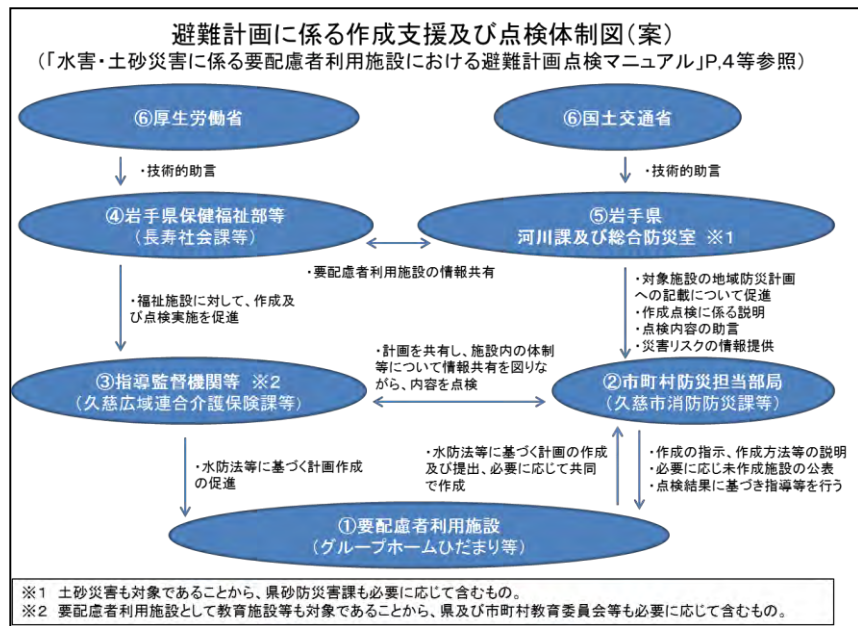 避難計画に係る作成支援及び点検体制図(案)
(「水害・土砂災害に係る要配慮者利用施設における避難計画点検マニュアル」P,4等参照)
⑥厚生労働省
⑥国土交通省
・技術的助言
・技術的助言
④岩手県保健福祉部等
(長寿社会課等)
⑤岩手県
河川課及び総合防災室 ※1
・要配慮者利用施設の情報共有
・福祉施設に対して、作成及
び点検実施を促進
・対象施設の地域防災計画
への記載について促進
・作成点検に係る説明
・点検内容の助言
・災害リスクの情報提供
・計画を共有し、施設内の体制
等について情報共有を図りな
がら、内容を点検
③指導監督機関等 ※2
(久慈広域連合介護保険課等)
②市町村防災担当部局
(久慈市消防防災課等)
・水防法等に基づく計画作成
の促進
・水防法等に基づく計画の作成
及び提出、必要に応じて共同
で作成
・作成の指示、作成方法等の説明
・必要に応じ未作成施設の公表
・点検結果に基づき指導等を行う
①要配慮者利用施設
(グループホームひだまり等)
※1 土砂災害も対象であることから、県砂防災害課も必要に応じて含むもの。
※2 要配慮者利用施設として教育施設等も対象であることから、県及び市町村教育委員会等も必要に応じて含むもの。